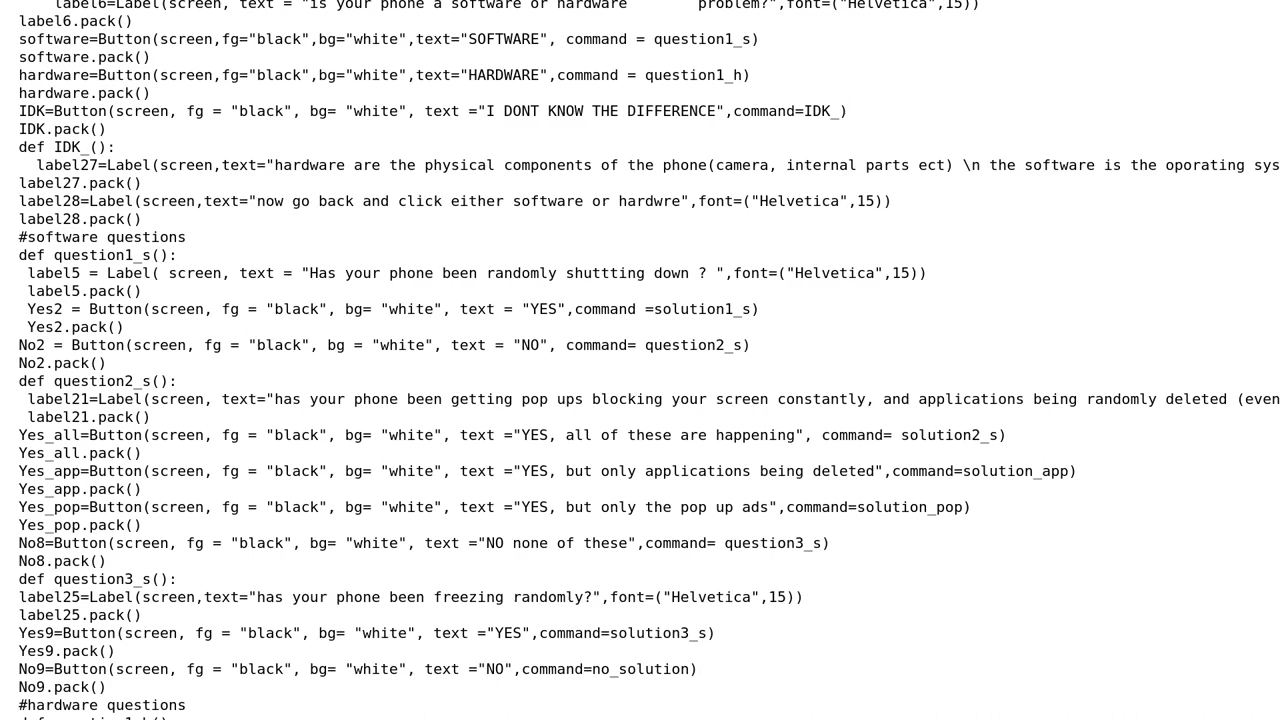 label6=Label(screen, text = "is your phone a software or hardware        problem?",font=("Helvetica",15))
label6.pack()
software=Button(screen,fg="black",bg="white",text="SOFTWARE", command = question1_s)
software.pack()
hardware=Button(screen,fg="black",bg="white",text="HARDWARE",command = question1_h)
hardware.pack()
IDK=Button(screen, fg = "black", bg= "white", text ="I DONT KNOW THE DIFFERENCE",command=IDK_)
IDK.pack()
def IDK_():
  label27=Label(screen,text="hardware are the physical components of the phone(camera, internal parts ect) \n the software is the oporating sys
label27.pack()
label28=Label(screen,text="now go back and click either software or hardwre",font=("Helvetica",15))
label28.pack()
#software questions
def question1_s():
 label5 = Label( screen, text = "Has your phone been randomly shuttting down ? ",font=("Helvetica",15))
 label5.pack()
 Yes2 = Button(screen, fg = "black", bg= "white", text = "YES",command =solution1_s)
 Yes2.pack()
No2 = Button(screen, fg = "black", bg = "white", text = "NO", command= question2_s)
No2.pack()
def question2_s():
 label21=Label(screen, text="has your phone been getting pop ups blocking your screen constantly, and applications being randomly deleted (even
 label21.pack()
Yes_all=Button(screen, fg = "black", bg= "white", text ="YES, all of these are happening", command= solution2_s)
Yes_all.pack()
Yes_app=Button(screen, fg = "black", bg= "white", text ="YES, but only applications being deleted",command=solution_app)
Yes_app.pack()
Yes_pop=Button(screen, fg = "black", bg= "white", text ="YES, but only the pop up ads",command=solution_pop)
Yes_pop.pack()
No8=Button(screen, fg = "black", bg= "white", text ="NO none of these",command= question3_s)
No8.pack()
def question3_s():
label25=Label(screen,text="has your phone been freezing randomly?",font=("Helvetica",15))
label25.pack()
Yes9=Button(screen, fg = "black", bg= "white", text ="YES",command=solution3_s)
Yes9.pack()
No9=Button(screen, fg = "black", bg= "white", text ="NO",command=no_solution)
No9.pack()
#hardware questions